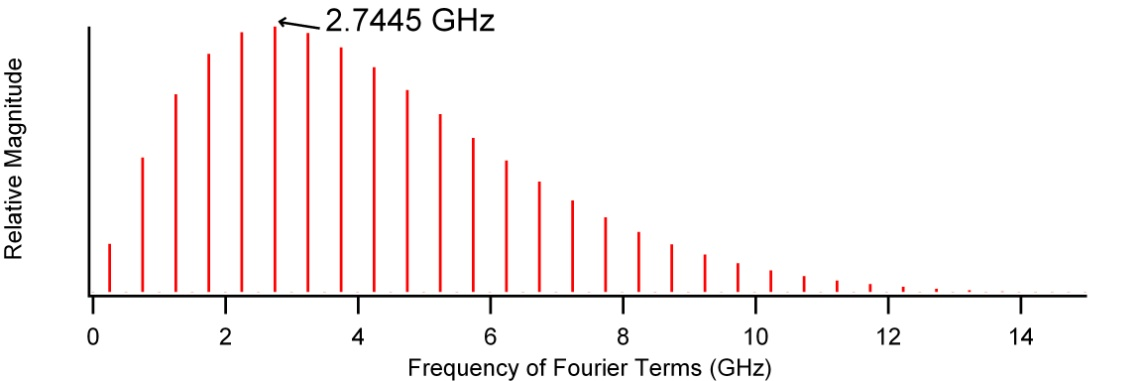 2.7445 GHz
Relative Magnitude
0 2 4 6 8 10 12 14
Frequency of Fourier Terms (GHz)